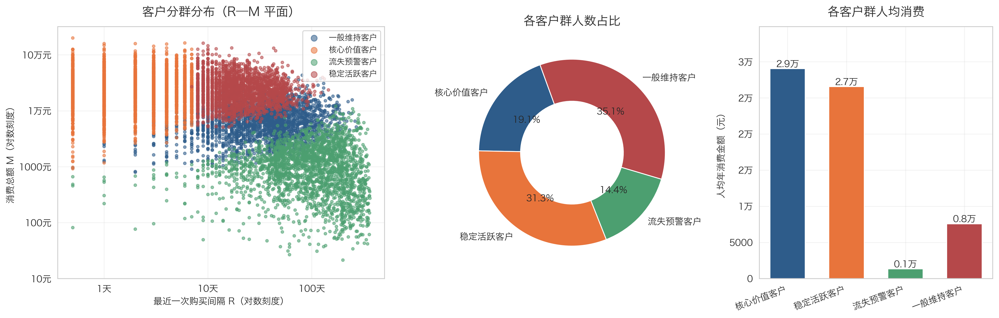 客户分群分布（R—M 平面）
10万元
1万元
1000元
100元
10元
消费总额 M（对数刻度）
1天
10天
100天
最近一次购买间隔 R（对数刻度）
一般维持客户
核心价值客户
流失预警客户
稳定活跃客户
各客户群人数占比
一般维持客户
核心价值客户
35.1%
19.1%
14.4%
31.3%
流失预警客户
稳定活跃客户
各客户群人均消费
3万
2万
2万
2万
1万
5000
0
人均年消费金额（元）
2.9万
2.7万
0.1万
0.8万
核心价值客户
稳定活跃客户
流失预警客户
一般维持客户